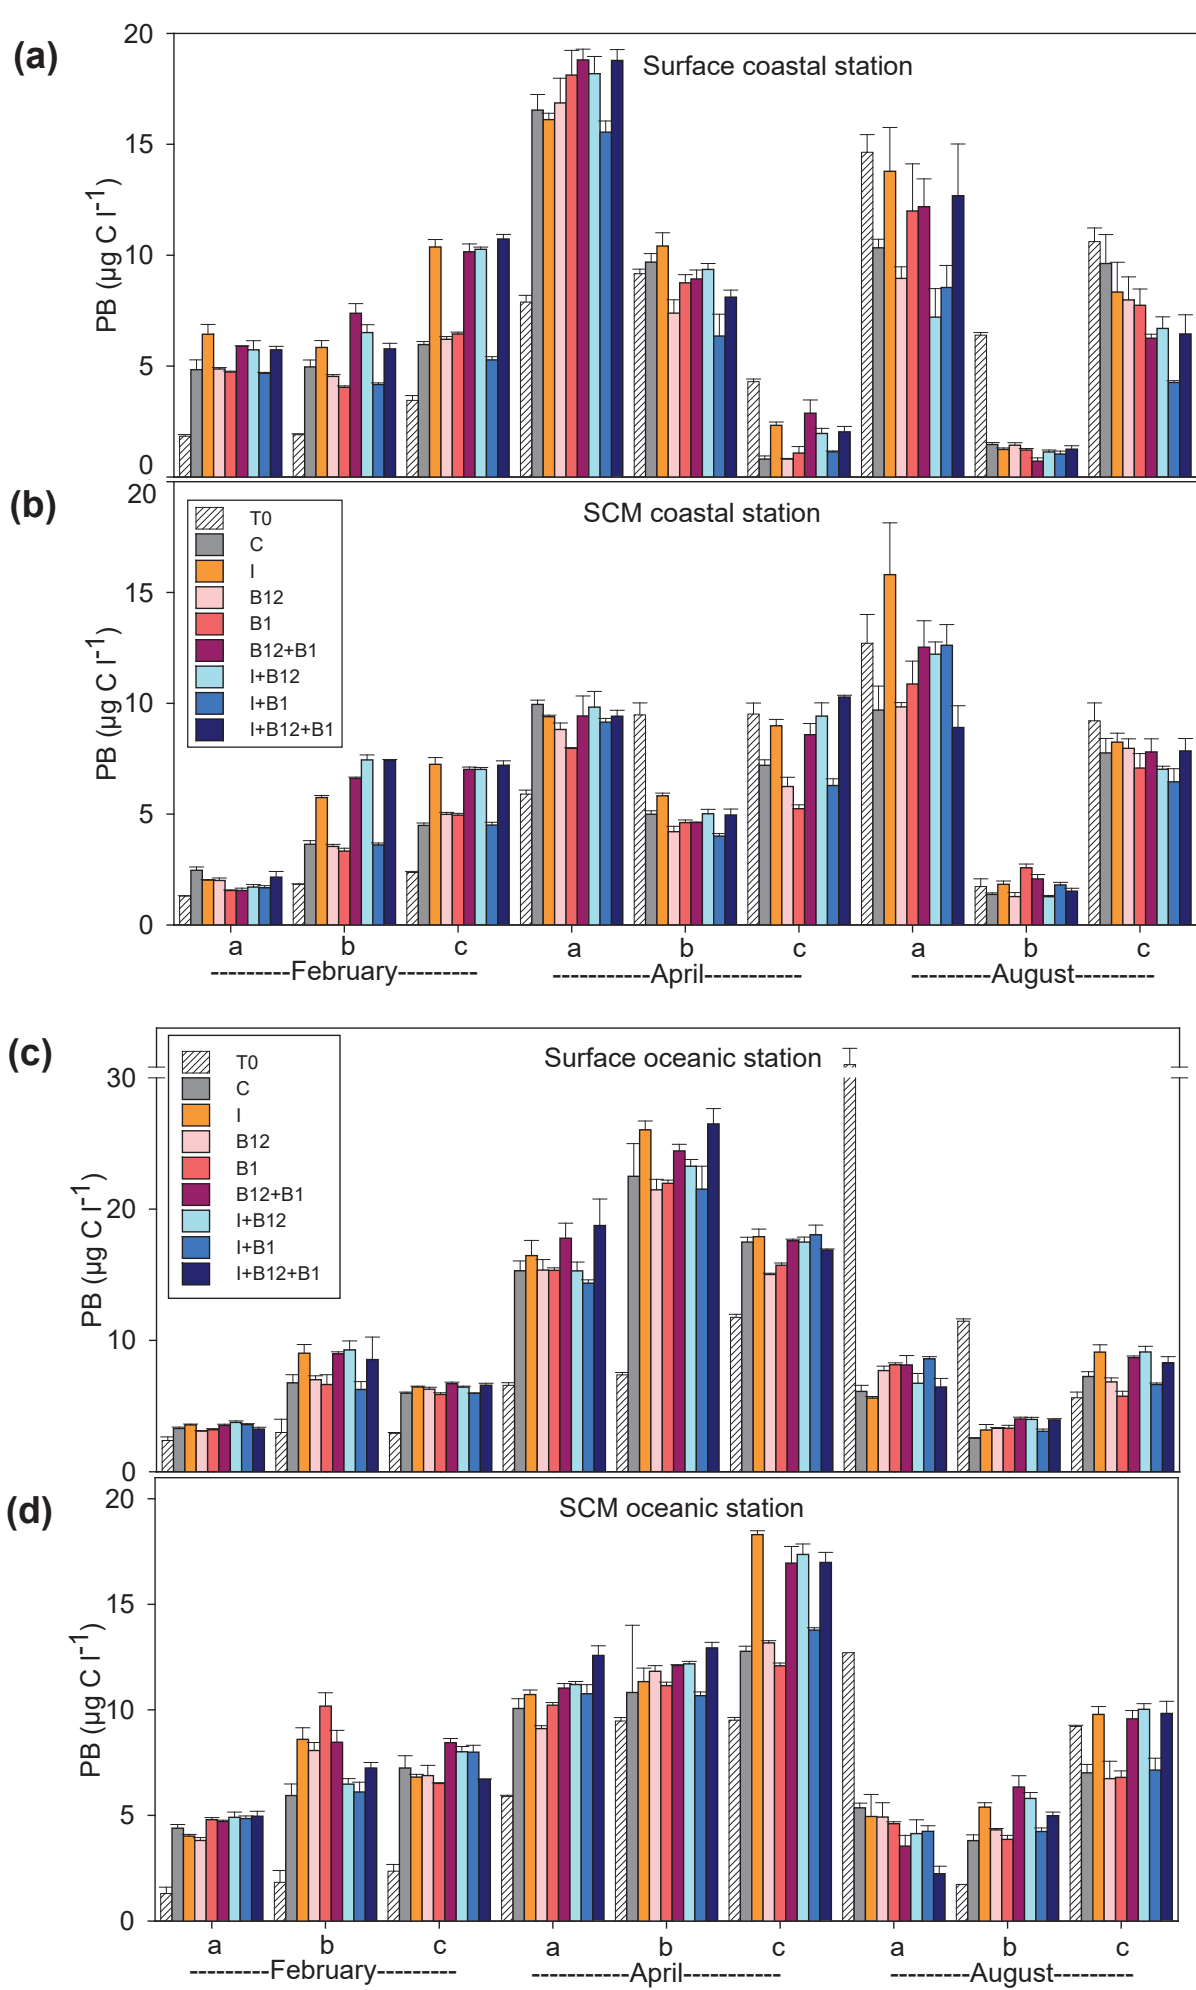 (a)
Surface coastal station
PB (µg C l-1)
20
15
10
5
0
(b)
SCM coastal station
PB (µg C l-1)
20
15
10
5
0
T0
C
I
B12
B1
B12+B1
I+B12
I+B1
I+B12+B1
a b c a b c a b c
----------February---------- ------------April------------ ----------August----------
(c)
Surface oceanic station
PB (µg C l-1)
30
20
10
0
T0
C
I
B12
B1
B12+B1
I+B12
I+B1
I+B12+B1
(d)
SCM oceanic station
PB (µg C l-1)
20
15
10
5
0
a b c a b c a b c
----------February---------- ------------April------------ ----------August----------